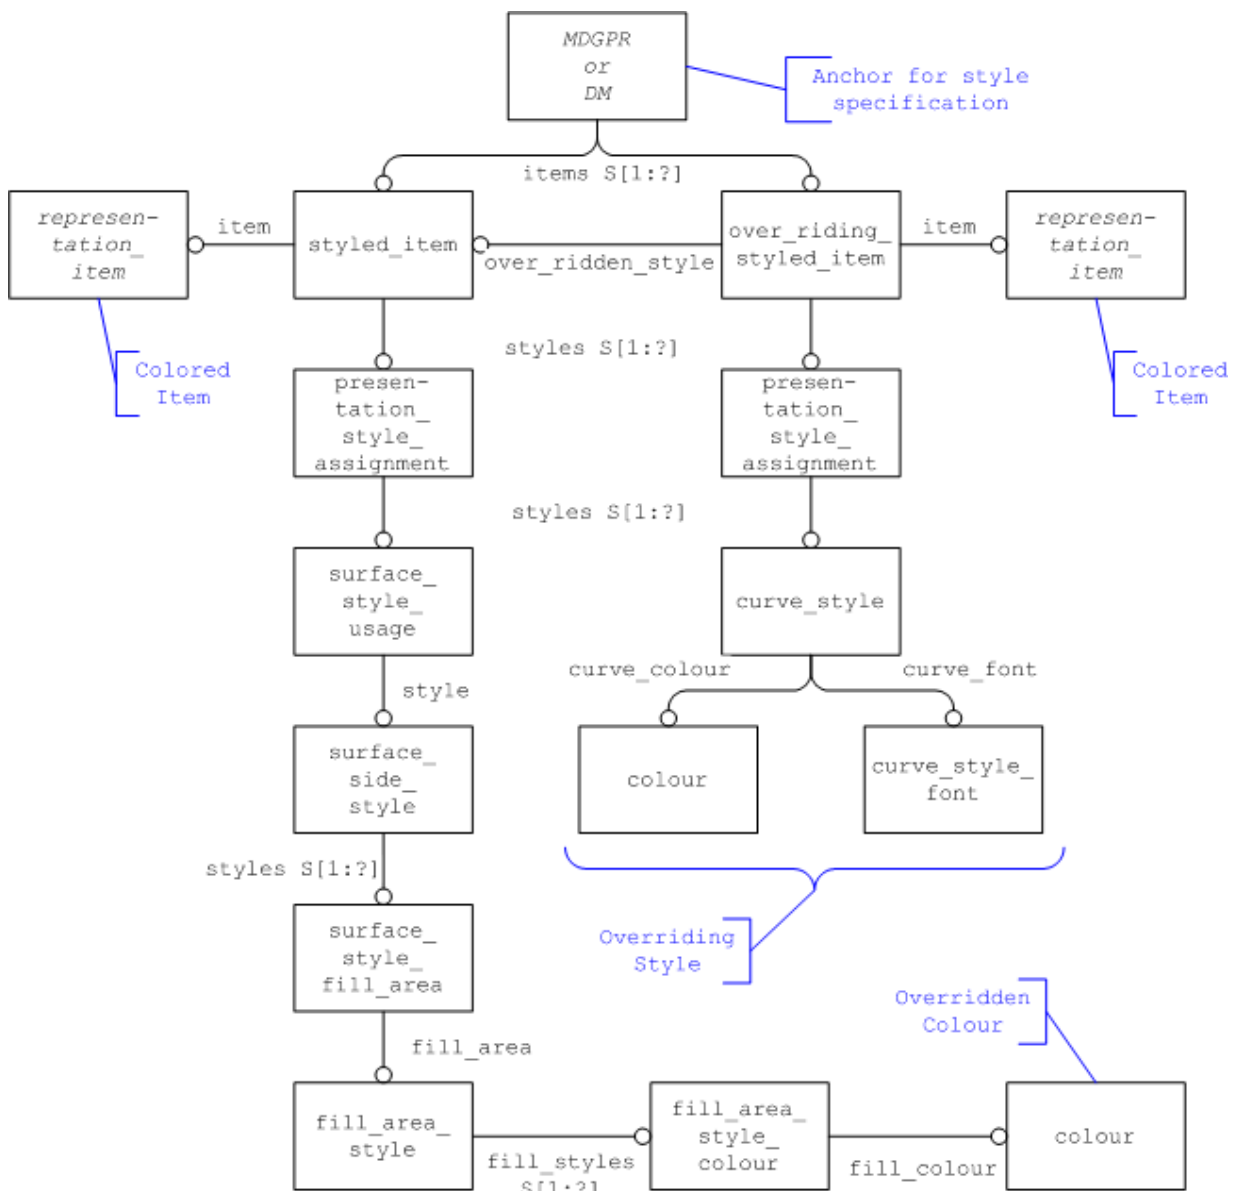 MDGPR
or
DM
Anchor for style
specification
items S[1:?]
represen-
tation_
item
item
styled_item
over_ridden_style
over_riding_
styled_item
item
represen-
tation_
item
Colored
Item
styles S[1:?]
Colored
Item
presen-
tation_
style_
assignment
presen-
tation_
style_
assignment
styles S[1:?]
surface_
style_
usage
curve_style
style
curve_colour
curve_font
surface_
side_
style
colour
curve_style_
font
styles S[1:?]
surface_
style_
fill_area
Overriding
Style
Overridden
Colour
fill_area
fill_area_
style
fill_styles
S[1:?]
fill_area_
style_
colour
fill_colour
colour